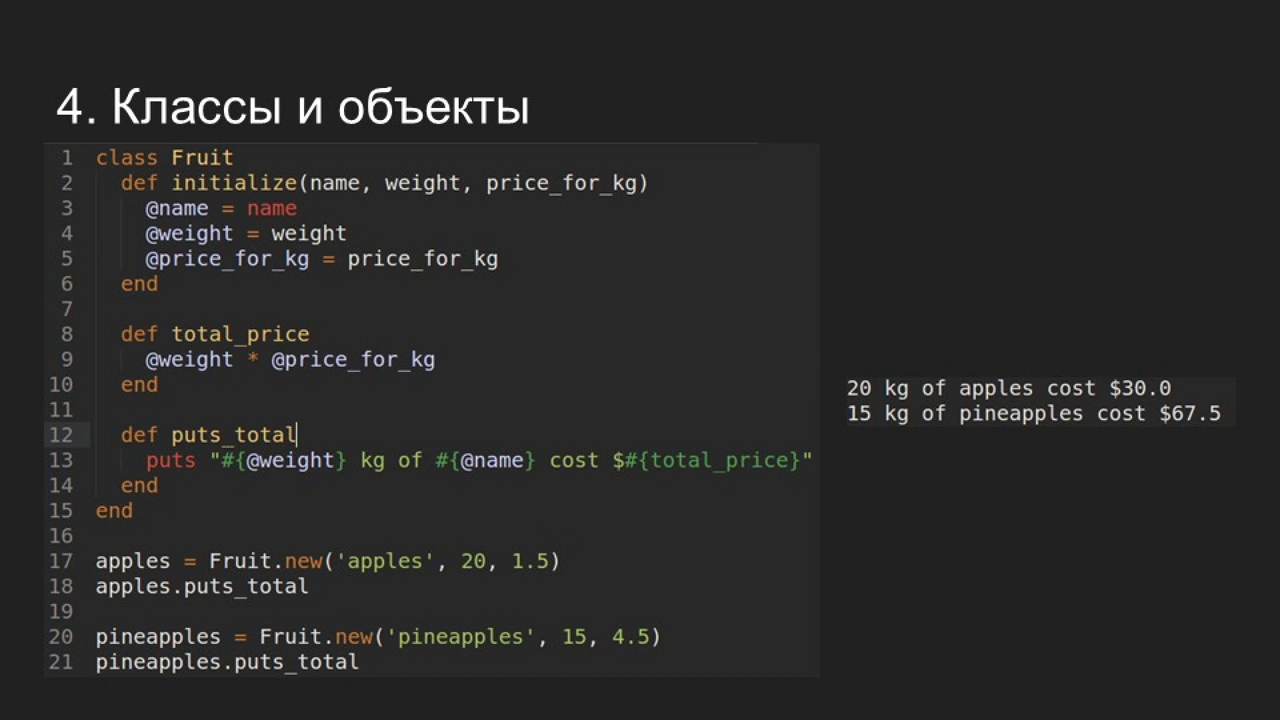 4. Классы и объекты
1 class Fruit
2   def initialize(name, weight, price_for_kg)
3     @name = name
4     @weight = weight
5     @price_for_kg = price_for_kg
6   end
7
8   def total_price
9     @weight * @price_for_kg
10   end
11
12   def puts_total
13     puts "#{@weight} kg of #{@name} cost $#{total_price}"
14   end
15 end
16
17 apples = Fruit.new('apples', 20, 1.5)
18 apples.puts_total
19
20 pineapples = Fruit.new('pineapples', 15, 4.5)
21 pineapples.puts_total
20 kg of apples cost $30.0
15 kg of pineapples cost $67.5